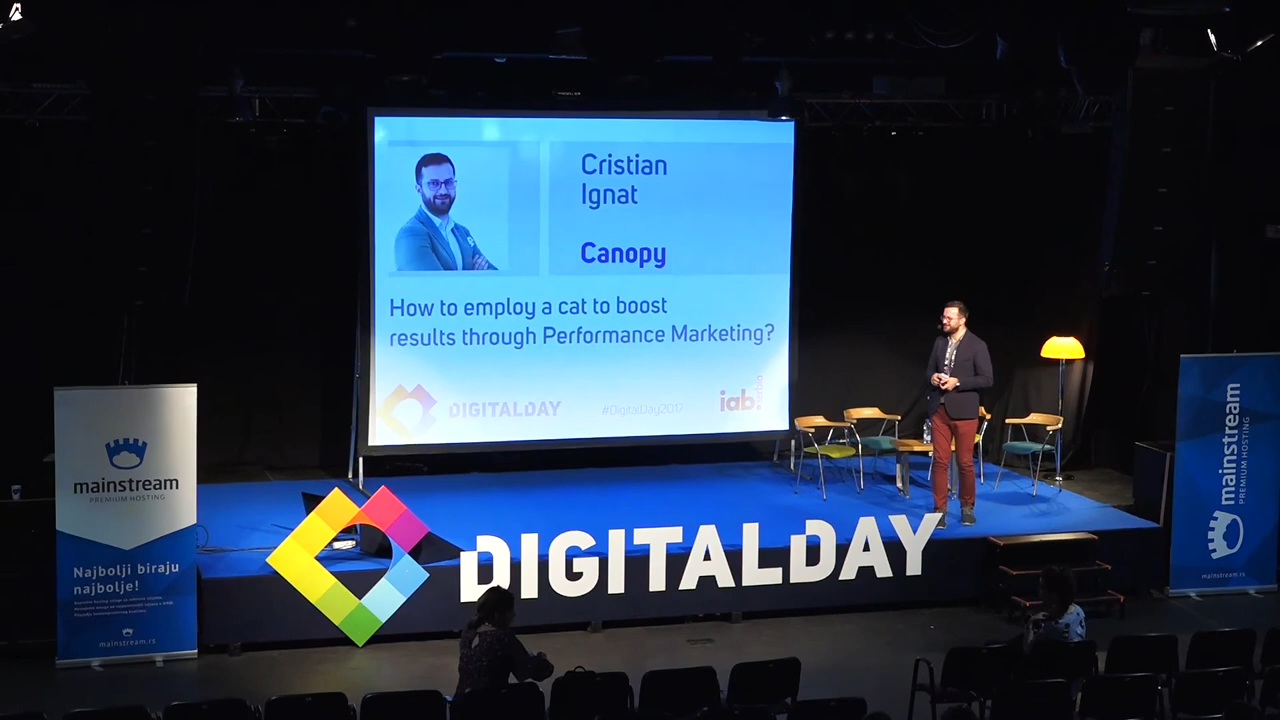 Cristian
Ignat
Canopy
How to employ a cat to boost
results through Performance Marketing?
DIGITALDAY
#DigitalDay2017
iab.
serbia
mainstream
PREMIUM HOSTING
Najbolji biraju
najbolje!
mainstream.rs
DIGITALDAY
mainstream
PREMIUM HOSTING
mainstream.rs